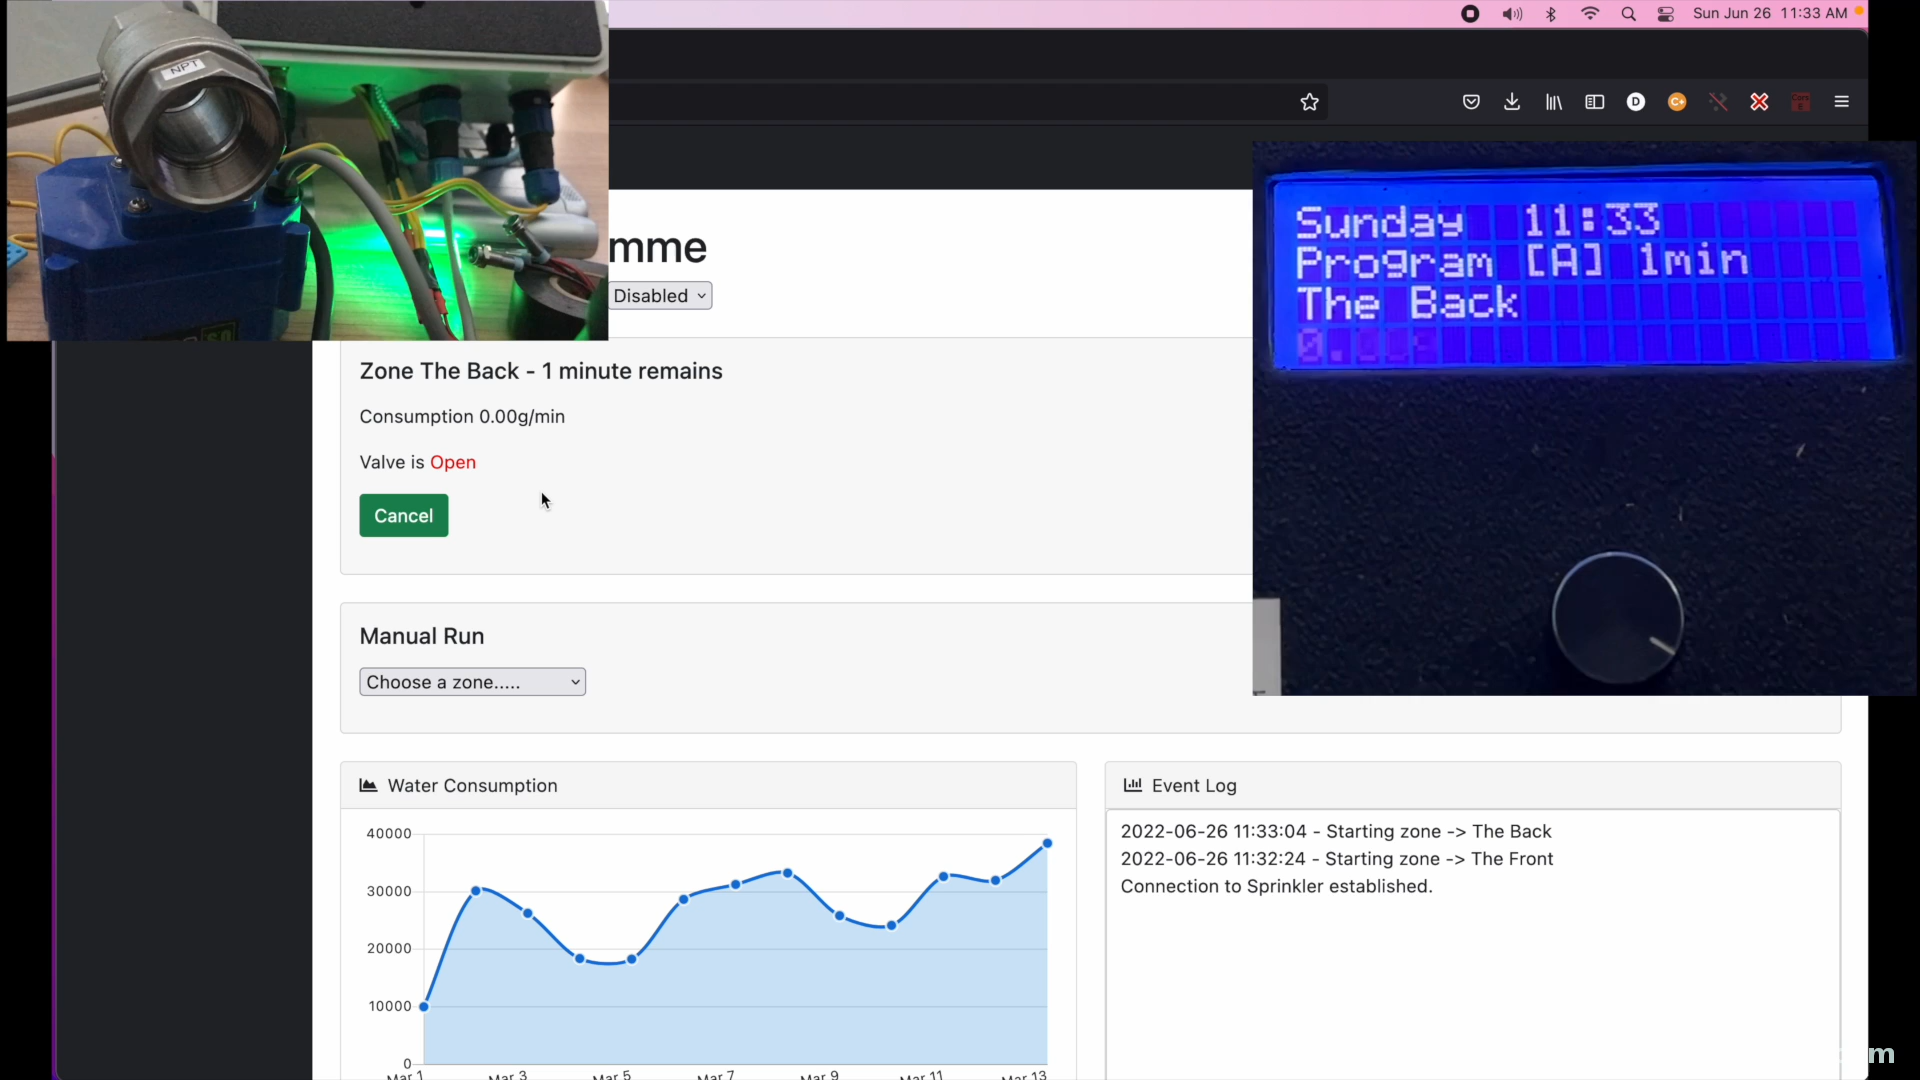 Sun Jun 26 11:33 AM
NPT
D
C+
mme
Disabled
Zone The Back - 1 minute remains
Consumption 0.00g/min
Valve is Open
Cancel
Sunday 11:33
Program [A] 1min
The Back
Manual Run
Choose a zone.....
Water Consumption
40000
30000
20000
10000
0
Mar 1 Mar 3 Mar 5 Mar 7 Mar 9 Mar 11 Mar 13
Event Log
2022-06-26 11:33:04 - Starting zone -> The Back
2022-06-26 11:32:24 - Starting zone -> The Front
Connection to Sprinkler established.